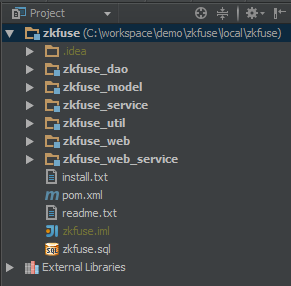 Project
zkfuse (C:\workspace\demo\zkfuse\local\zkfuse)
.idea
zkfuse_dao
zkfuse_model
zkfuse_service
zkfuse_util
zkfuse_web
zkfuse_web_service
install.txt
pom.xml
readme.txt
zkfuse.iml
zkfuse.sql
External Libraries